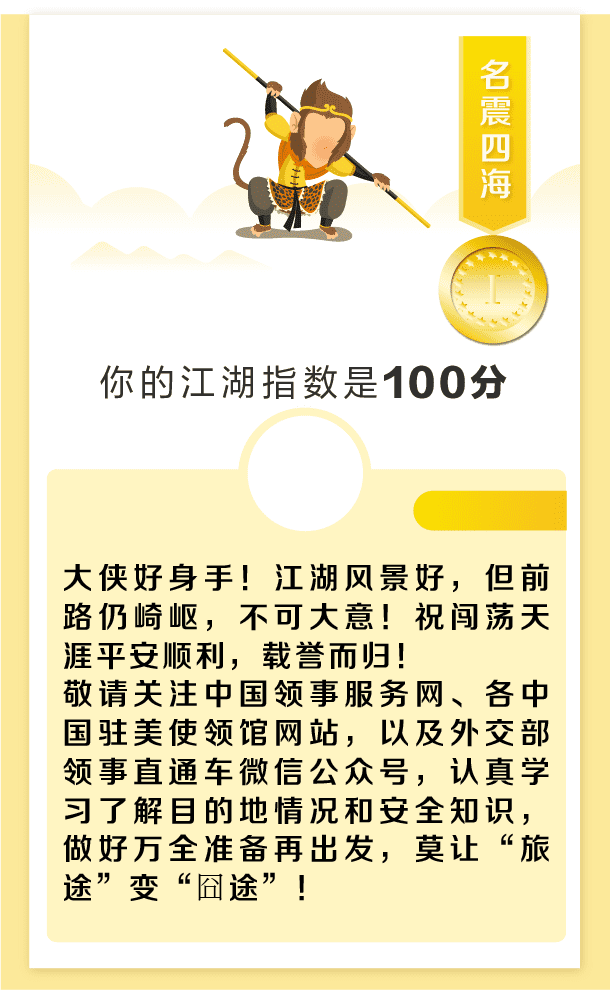 名震四海
I
你的江湖指数是100分
大侠好身手！江湖风景好，但前
路仍崎岖，不可大意！祝闯荡天
涯平安顺利，载誉而归！
敬请关注中国领事服务网、各中
国驻美使领馆网站，以及外交部
领事直通车微信公众号，认真学
习了解目的地情况和安全知识，
做好万全准备再出发，莫让“旅
途”变“囧途”！